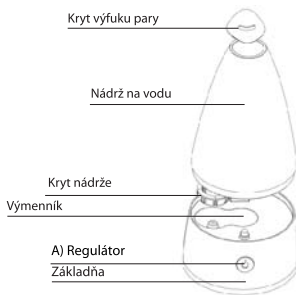 Kryt výfuku pary
Nádrž na vodu
Kryt nádrže
Výmenník
A) Regulátor
Základňa